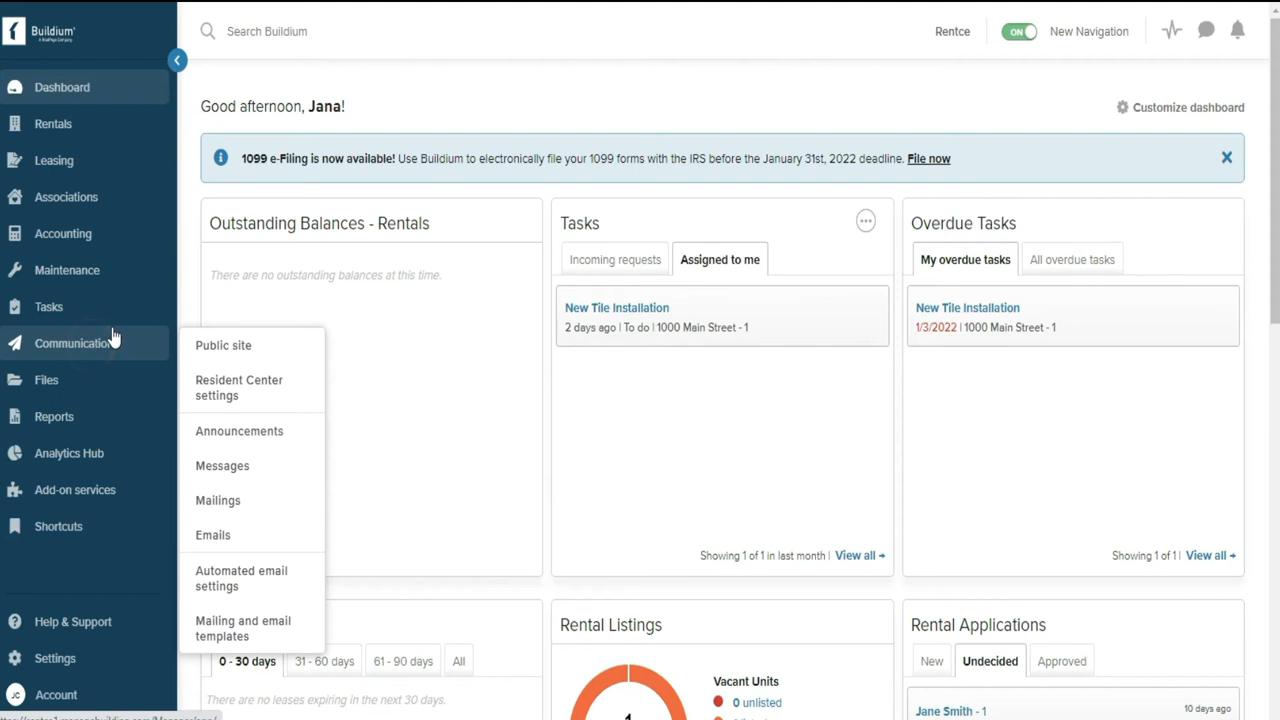 Buildium
Search Buildium
Rentce
ON
New Navigation
Dashboard
Rentals
Leasing
Associations
Accounting
Maintenance
Tasks
Communication
Files
Reports
Analytics Hub
Add-on services
Shortcuts
Help & Support
Settings
JC
Account
Public site
Resident Center
settings
Announcements
Messages
Mailings
Emails
Automated email
settings
Mailing and email
templates
Good afternoon, Jana!
Customize dashboard
1099 e-Filing is now available! Use Buildium to electronically file your 1099 forms with the IRS before the January 31st, 2022 deadline. File now
Outstanding Balances - Rentals
There are no outstanding balances at this time.
Tasks
Incoming requests
Assigned to me
New Tile Installation
2 days ago | To do | 1000 Main Street - 1
Showing 1 of 1 in last month | View all
Overdue Tasks
My overdue tasks
All overdue tasks
New Tile Installation
1/3/2022 | 1000 Main Street - 1
Showing 1 of 1 | View all
0 - 30 days
31 - 60 days
61 - 90 days
All
There are no leases expiring in the next 30 days.
Rental Listings
1
Vacant Units
0 unlisted
Rental Applications
New
Undecided
Approved
Jane Smith - 1
10 days ago